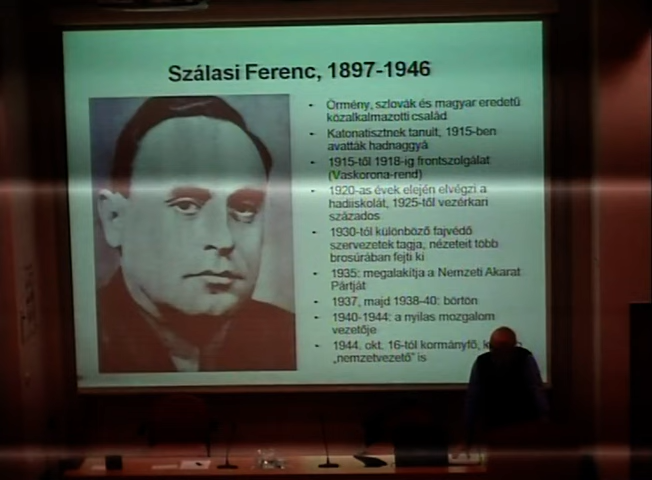 Szálasi Ferenc, 1897-1946
- Örmény, szlovák és magyar eredetű
közalkalmazotti család
- Katonatisztnek tanult, 1915-ben
avatták hadnaggyá
- 1915-től 1918-ig frontszolgálat
(Vaskorona-rend)
- 1920-as évek elején elvégzi a
hadiiskolát, 1925-től vezérkari
százados
- 1930-tól különböző fajvédő
szervezetek tagja, nézeteit több
brosúrában fejti ki
- 1935: megalakítja a Nemzeti Akarat
Pártját
- 1937, majd 1938-40: börtön
- 1940-1944: a nyilas mozgalom
vezetője
- 1944. okt. 16-tól kormányfő,
„nemzetvezető" is